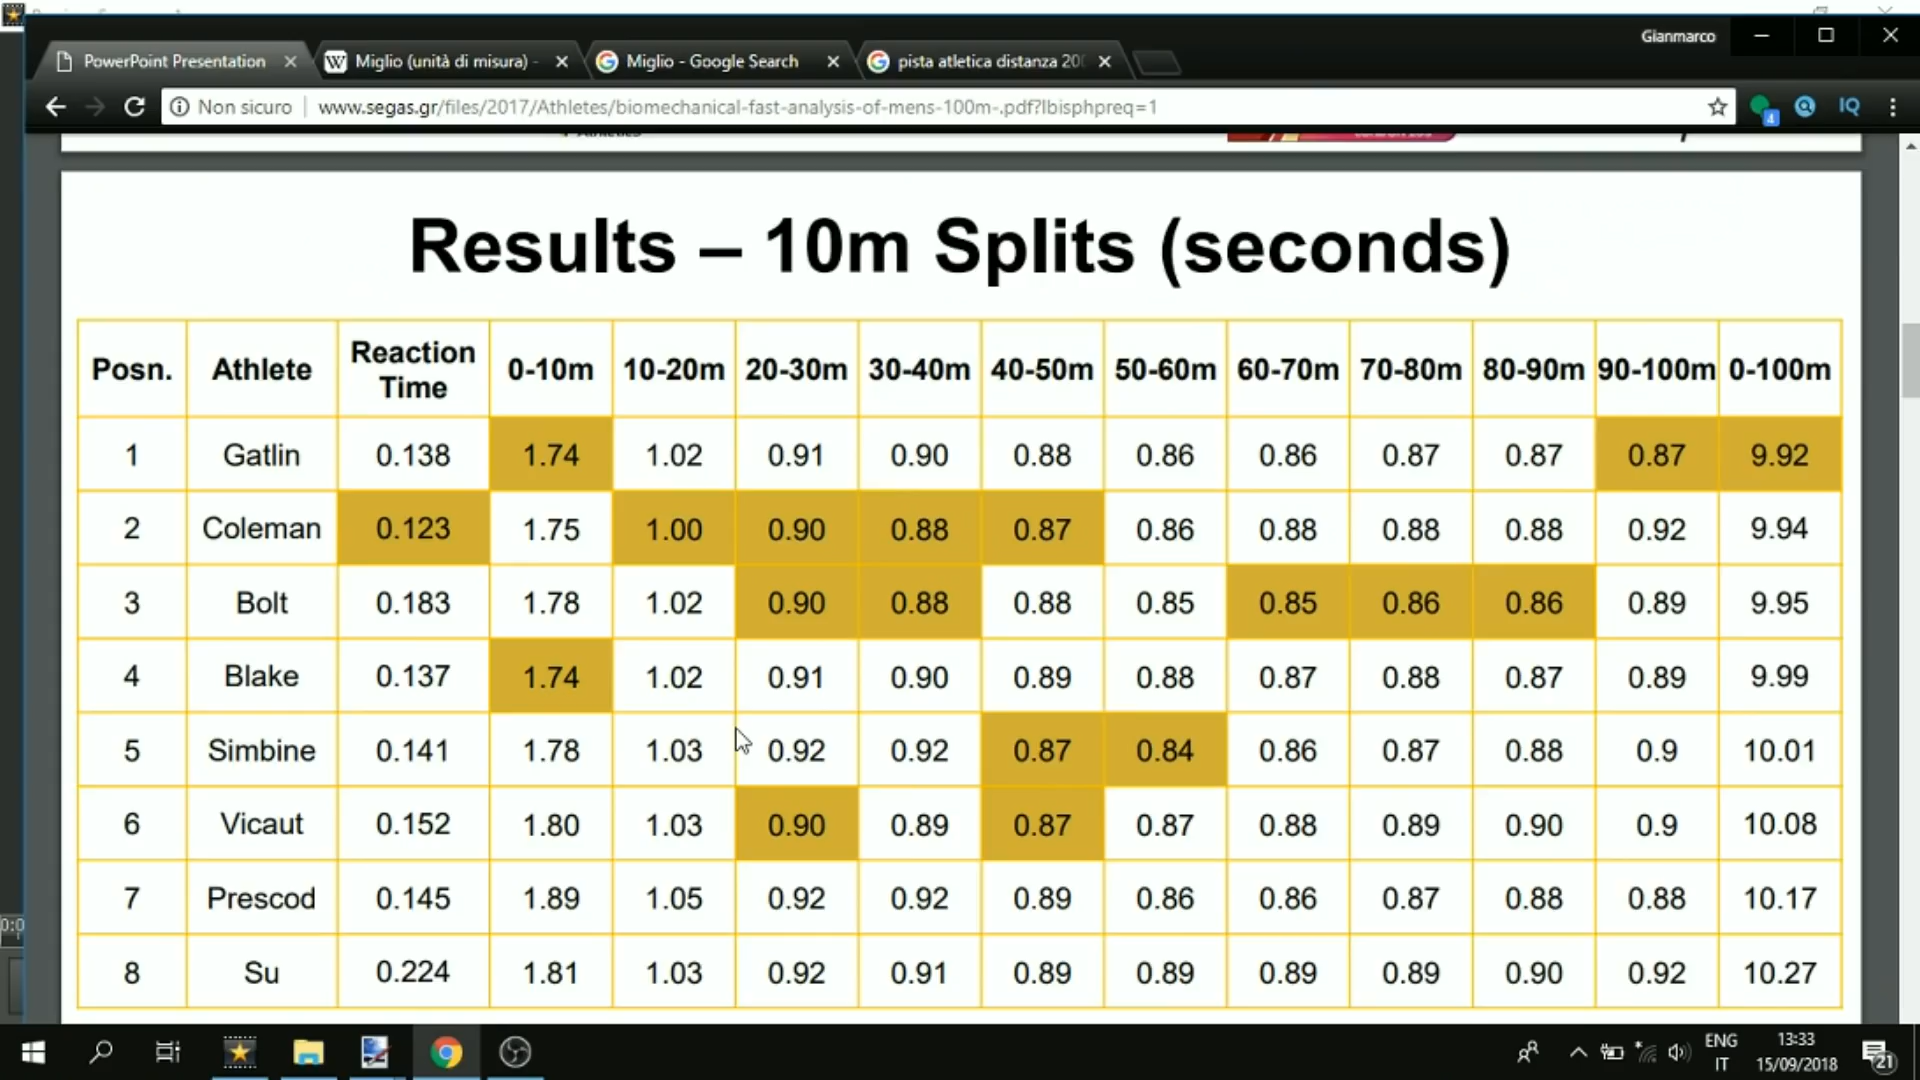 Gianmarco
PowerPoint Presentation
Miglio (unità di misura) -
Miglio - Google Search
pista atletica distanza 20
Non sicuro
www.segas.gr/files/2017/Athletes/biomechanical-fast-analysis-of-mens-100m-.pdf?lbisphpreq=1
4
IQ
Results – 10m Splits (seconds)
Posn. Athlete Reaction Time 0-10m 10-20m 20-30m 30-40m 40-50m 50-60m 60-70m 70-80m 80-90m 90-100m 0-100m
1 Gatlin 0.138 1.74 1.02 0.91 0.90 0.88 0.86 0.86 0.87 0.87 0.87 9.92
2 Coleman 0.123 1.75 1.00 0.90 0.88 0.87 0.86 0.88 0.88 0.88 0.92 9.94
3 Bolt 0.183 1.78 1.02 0.90 0.88 0.88 0.85 0.85 0.86 0.86 0.89 9.95
4 Blake 0.137 1.74 1.02 0.91 0.90 0.89 0.88 0.87 0.88 0.87 0.89 9.99
5 Simbine 0.141 1.78 1.03 0.92 0.92 0.87 0.84 0.86 0.87 0.88 0.9 10.01
6 Vicaut 0.152 1.80 1.03 0.90 0.89 0.87 0.87 0.88 0.89 0.90 0.9 10.08
7 Prescod 0.145 1.89 1.05 0.92 0.92 0.89 0.86 0.86 0.87 0.88 0.88 10.17
8 Su 0.224 1.81 1.03 0.92 0.91 0.89 0.89 0.89 0.89 0.90 0.92 10.27
ENG
IT
13:33
15/09/2018
21